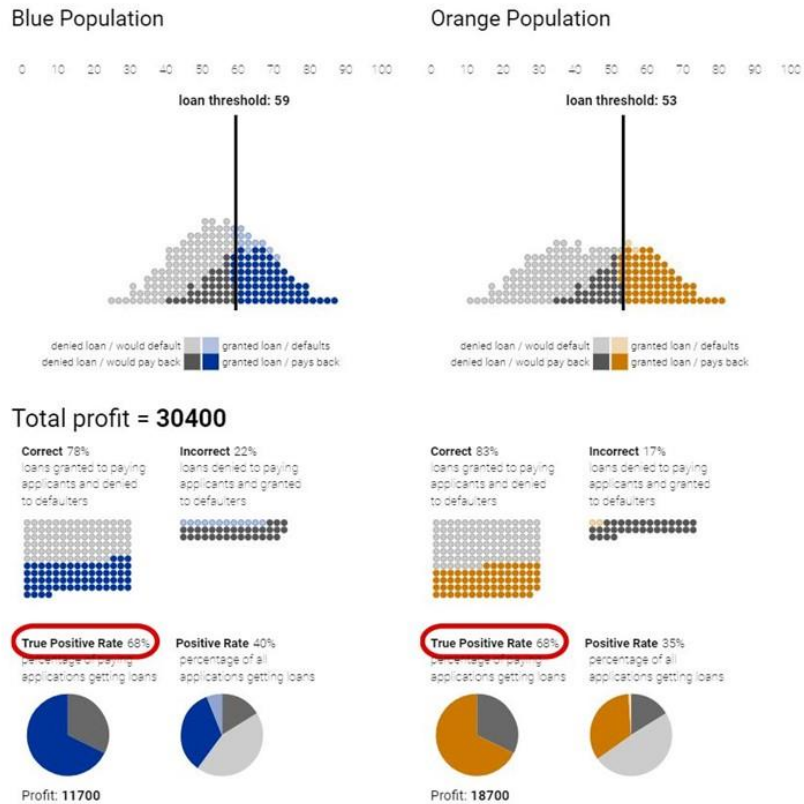 Blue Population
0 10 20 30 40 50 60 70 80 90 100
loan threshold: 59
denied loan / would default
granted loan / defaults
denied loan / would pay back
granted loan / pays back
Orange Population
0 10 20 30 40 50 60 70 80 90 100
loan threshold: 53
denied loan / would default
granted loan / defaults
denied loan / would pay back
granted loan / pays back
Total profit = 30400
Correct 78%
loans granted to paying
applicants and denied
to defaulters
Incorrect 22%
loans denied to paying
applicants and granted
to defaulters
True Positive Rate 68%
percentage of paying
applications getting loans
Positive Rate 40%
percentage of all
applications getting loans
Profit: 11700
Correct 83%
loans granted to paying
applicants and denied
to defaulters
Incorrect 17%
loans denied to paying
applicants and granted
to defaulters
True Positive Rate 68%
percentage of paying
applications getting loans
Positive Rate 35%
percentage of all
applications getting loans
Profit: 18700